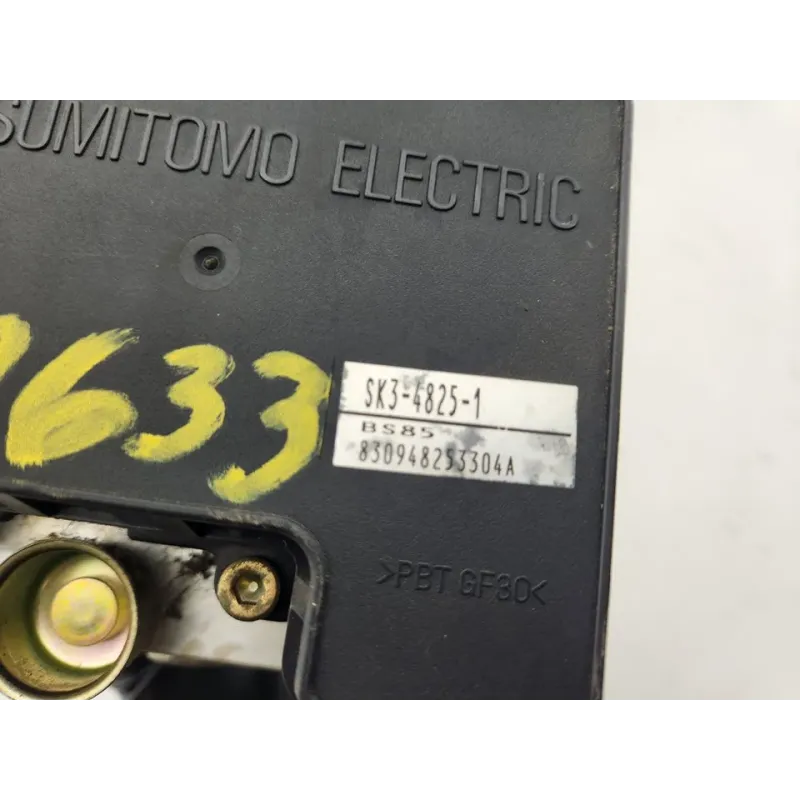 SUMITOMO ELECTRIC
633
SK3-4825-1
BS85
830948253304A
>PBT GF30<